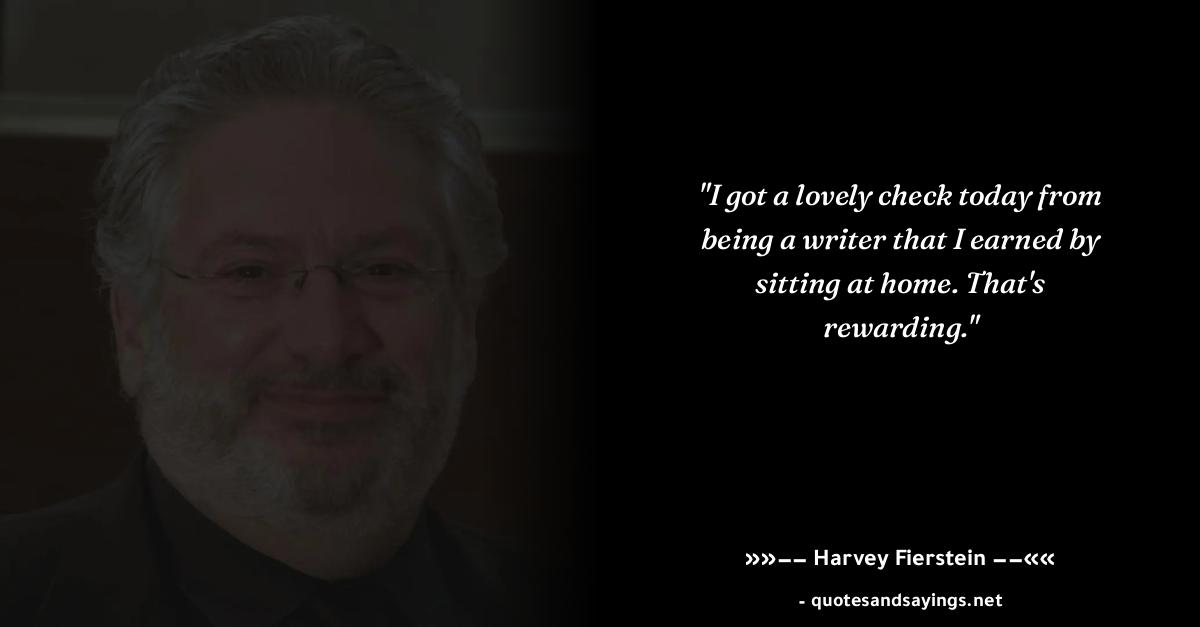 "I got a lovely check today from
being a writer that I earned by
sitting at home. That's
rewarding."
»»−− Harvey Fierstein −−««
- quotesandsayings.net